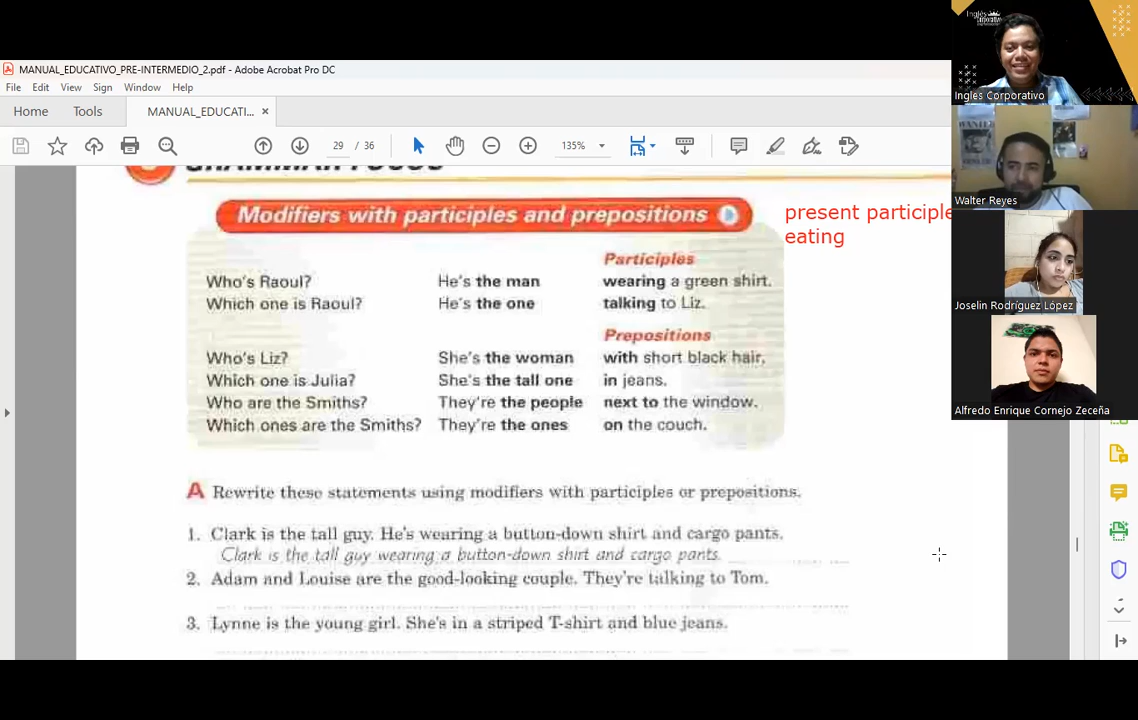 Inglés
Corporativo
MANUAL_EDUCATIVO_PRE-INTERMEDIO_2.pdf - Adobe Acrobat Pro DC
File Edit View Sign Window Help
Home Tools MANUAL_EDUCATI... ×
29 / 36 135%
GRAMMAR FOCUS
Modifiers with participles and prepositions
present participle
eating
Participles
Who's Raoul? He's the man wearing a green shirt.
Which one is Raoul? He's the one talking to Liz.
Prepositions
Who's Liz? She's the woman with short black hair.
Which one is Julia? She's the tall one in jeans.
Who are the Smiths? They're the people next to the window.
Which ones are the Smiths? They're the ones on the couch.
A Rewrite these statements using modifiers with participles or prepositions.
1. Clark is the tall guy. He's wearing a button-down shirt and cargo pants.
Clark is the tall guy wearing a button-down shirt and cargo pants.
2. Adam and Louise are the good-looking couple. They're talking to Tom.
3. Lynne is the young girl. She's in a striped T-shirt and blue jeans.
Ingles Corporativo
WANTED
Walter Reyes
Joselin Rodríguez López
Alfredo Enrique Cornejo Zeceña